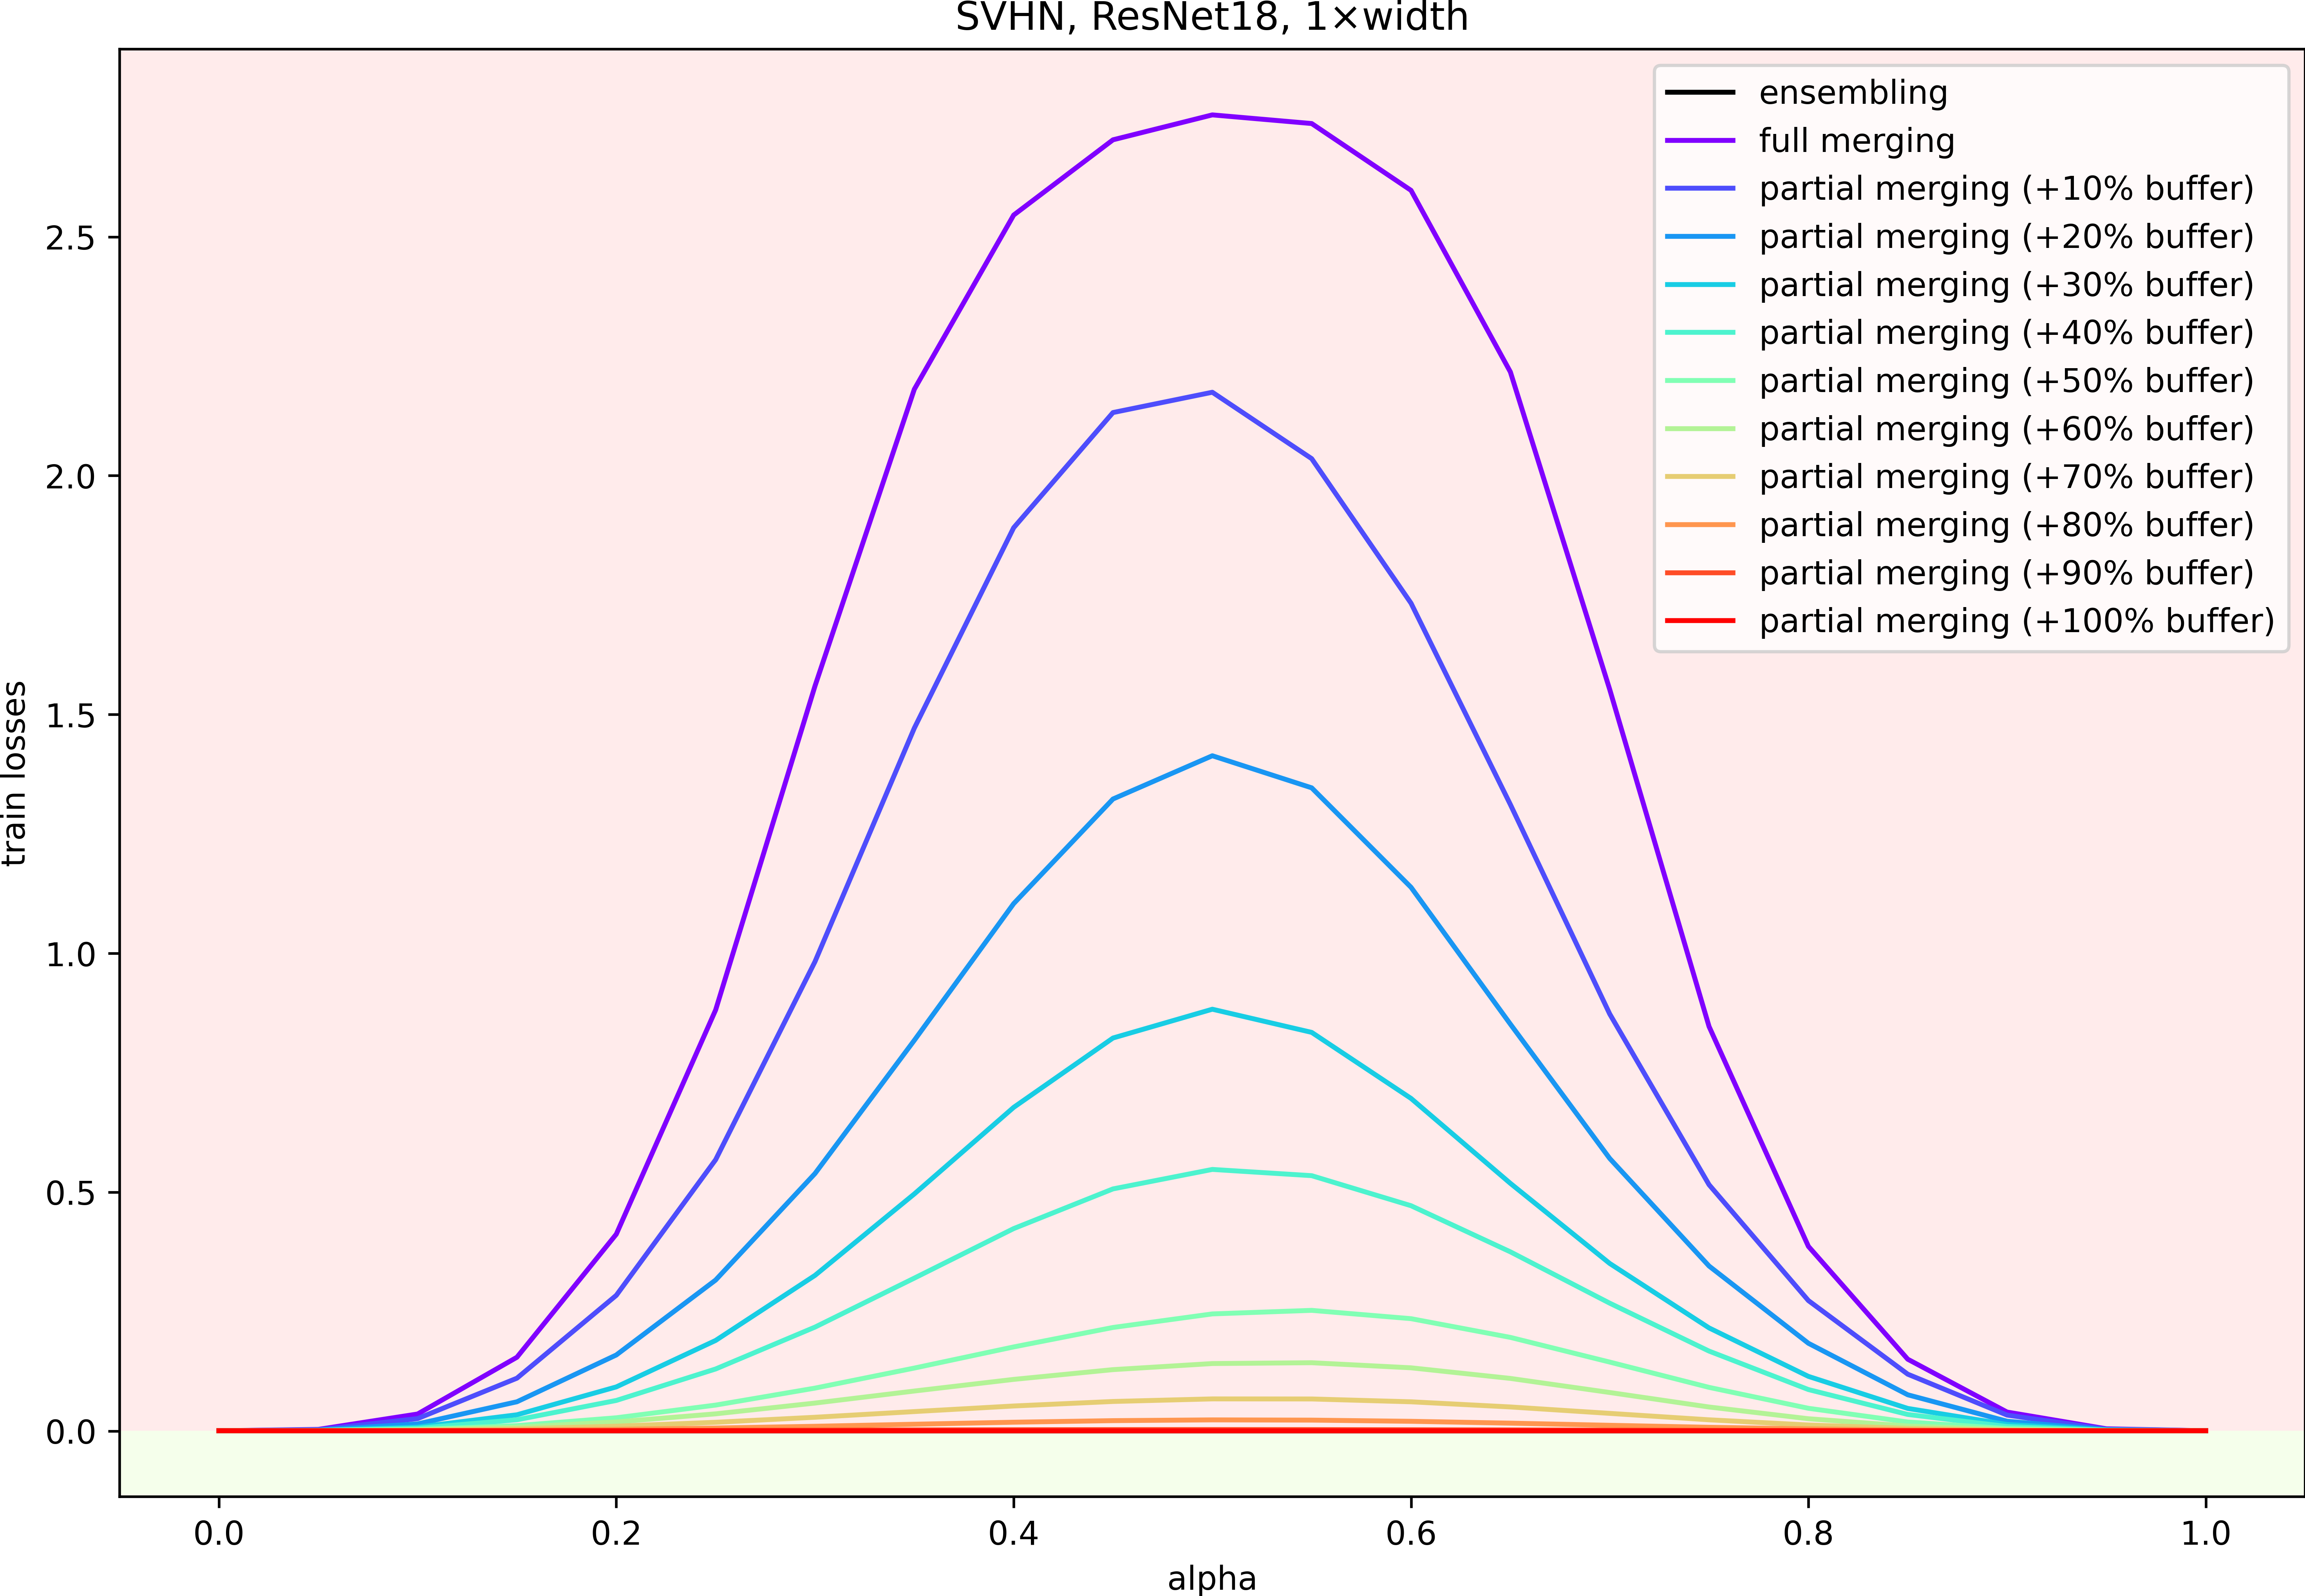 SVHN, ResNet18, 1×width
ensembling
full merging
partial merging (+10% buffer)
partial merging (+20% buffer)
partial merging (+30% buffer)
partial merging (+40% buffer)
partial merging (+50% buffer)
partial merging (+60% buffer)
partial merging (+70% buffer)
partial merging (+80% buffer)
partial merging (+90% buffer)
partial merging (+100% buffer)
train losses
2.5
2.0
1.5
1.0
0.5
0.0
0.0 0.2 0.4 0.6 0.8 1.0
alpha